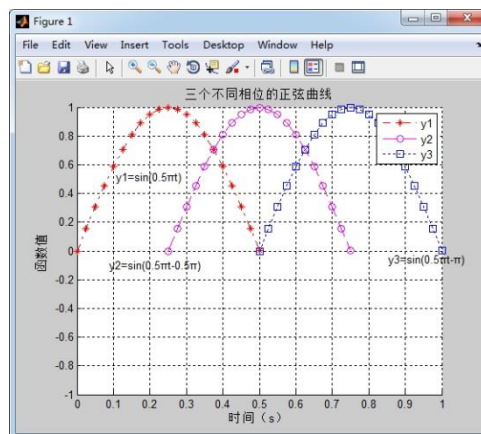 Figure 1
File Edit View Insert Tools Desktop Window Help
三个不同相位的正弦曲线
1
0.8
0.6
0.4
0.2
0
-0.2
-0.4
-0.6
-0.8
-1
函数值
y1
y2
y3
y1=sin(0.5πt)
y2=sin(0.5πt-0.5π)
y3=sin(0.5πt-π)
0 0.1 0.2 0.3 0.4 0.5 0.6 0.7 0.8 0.9 1
时间（s）